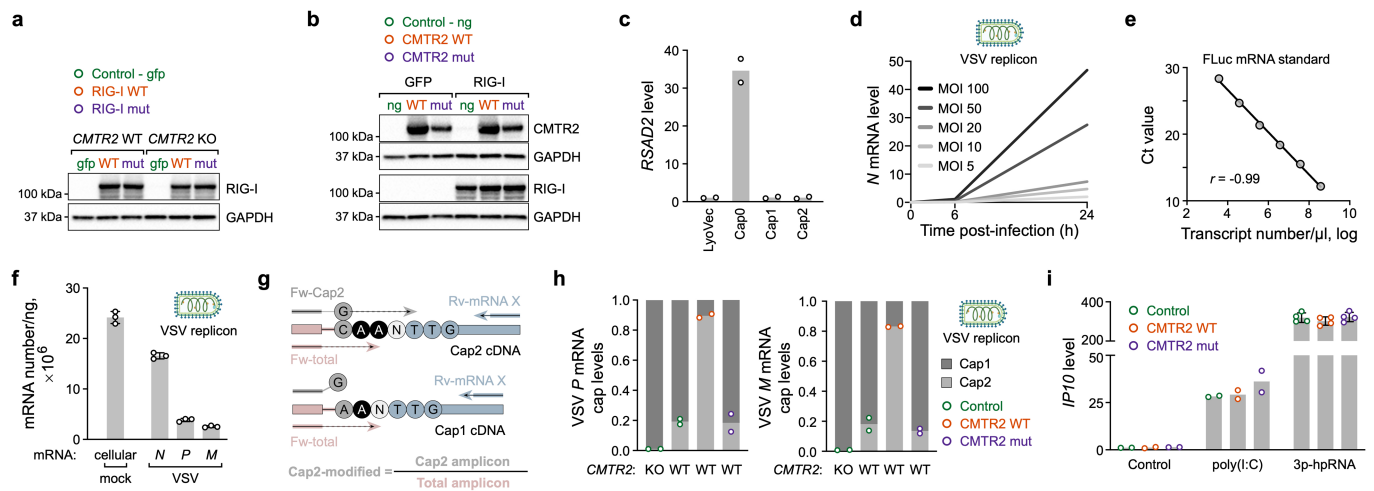 a
Control - gfp
RIG-I WT
RIG-I mut
CMTR2 WT CMTR2 KO
gfp WT mut gfp WT mut
100 kDa
RIG-I
37 kDa
GAPDH
b
Control - ng
CMTR2 WT
CMTR2 mut
GFP RIG-I
ng WT mut ng WT mut
100 kDa
CMTR2
37 kDa
GAPDH
100 kDa
RIG-I
37 kDa
GAPDH
c
RSAD2 level
40
30
20
10
0
LyoVec
Cap0
Cap1
Cap2
d
VSV replicon
N mRNA level
50
40
30
20
10
0
MOI 100
MOI 50
MOI 20
MOI 10
MOI 5
0 6 24
Time post-infection (h)
e
FLuc mRNA standard
Ct value
30
20
10
r = -0.99
2 4 6 8 10
Transcript number/µl, log
f
mRNA number/ng,
×10⁶
30
20
10
0
VSV replicon
mRNA: cellular N P M
mock VSV
g
Fw-Cap2
G
Rv-mRNA X
C A A N T T G
Fw-total
Cap2 cDNA
G
Rv-mRNA X
A A N T T G
Fw-total
Cap1 cDNA
Cap2-modified =
Cap2 amplicon
Total amplicon
h
VSV P mRNA
cap levels
1.0
0.8
0.6
0.4
0.2
0.0
CMTR2: KO WT WT WT
VSV M mRNA
cap levels
1.0
0.8
0.6
0.4
0.2
0.0
CMTR2: KO WT WT WT
VSV replicon
Cap1
Cap2
Control
CMTR2 WT
CMTR2 mut
i
IP10 level
400
200
50
25
0
Control
CMTR2 WT
CMTR2 mut
Control poly(I:C) 3p-hpRNA